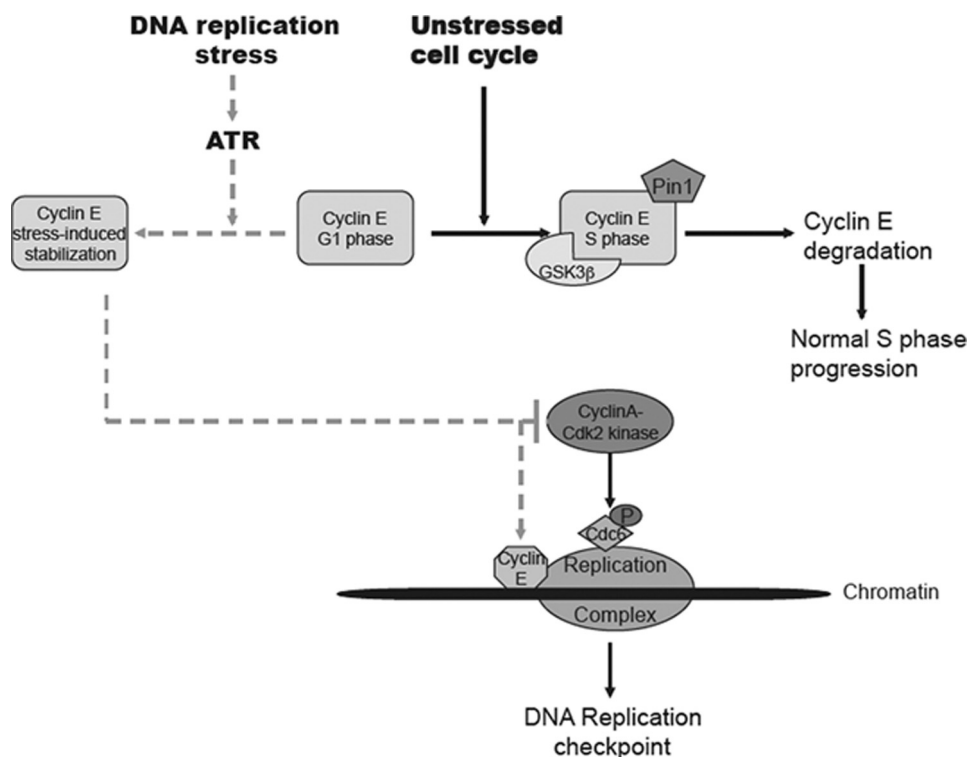 DNA replication
stress
Unstressed
cell cycle
ATR
Pin1
Cyclin E
stress-induced
stabilization
Cyclin E
G1 phase
Cyclin E
S phase
GSK3β
Cyclin E
degradation
Normal S phase
progression
CyclinA-
Cdk2 kinase
P
Cdc6
Cyclin
E
Replication
Complex
Chromatin
DNA Replication
checkpoint